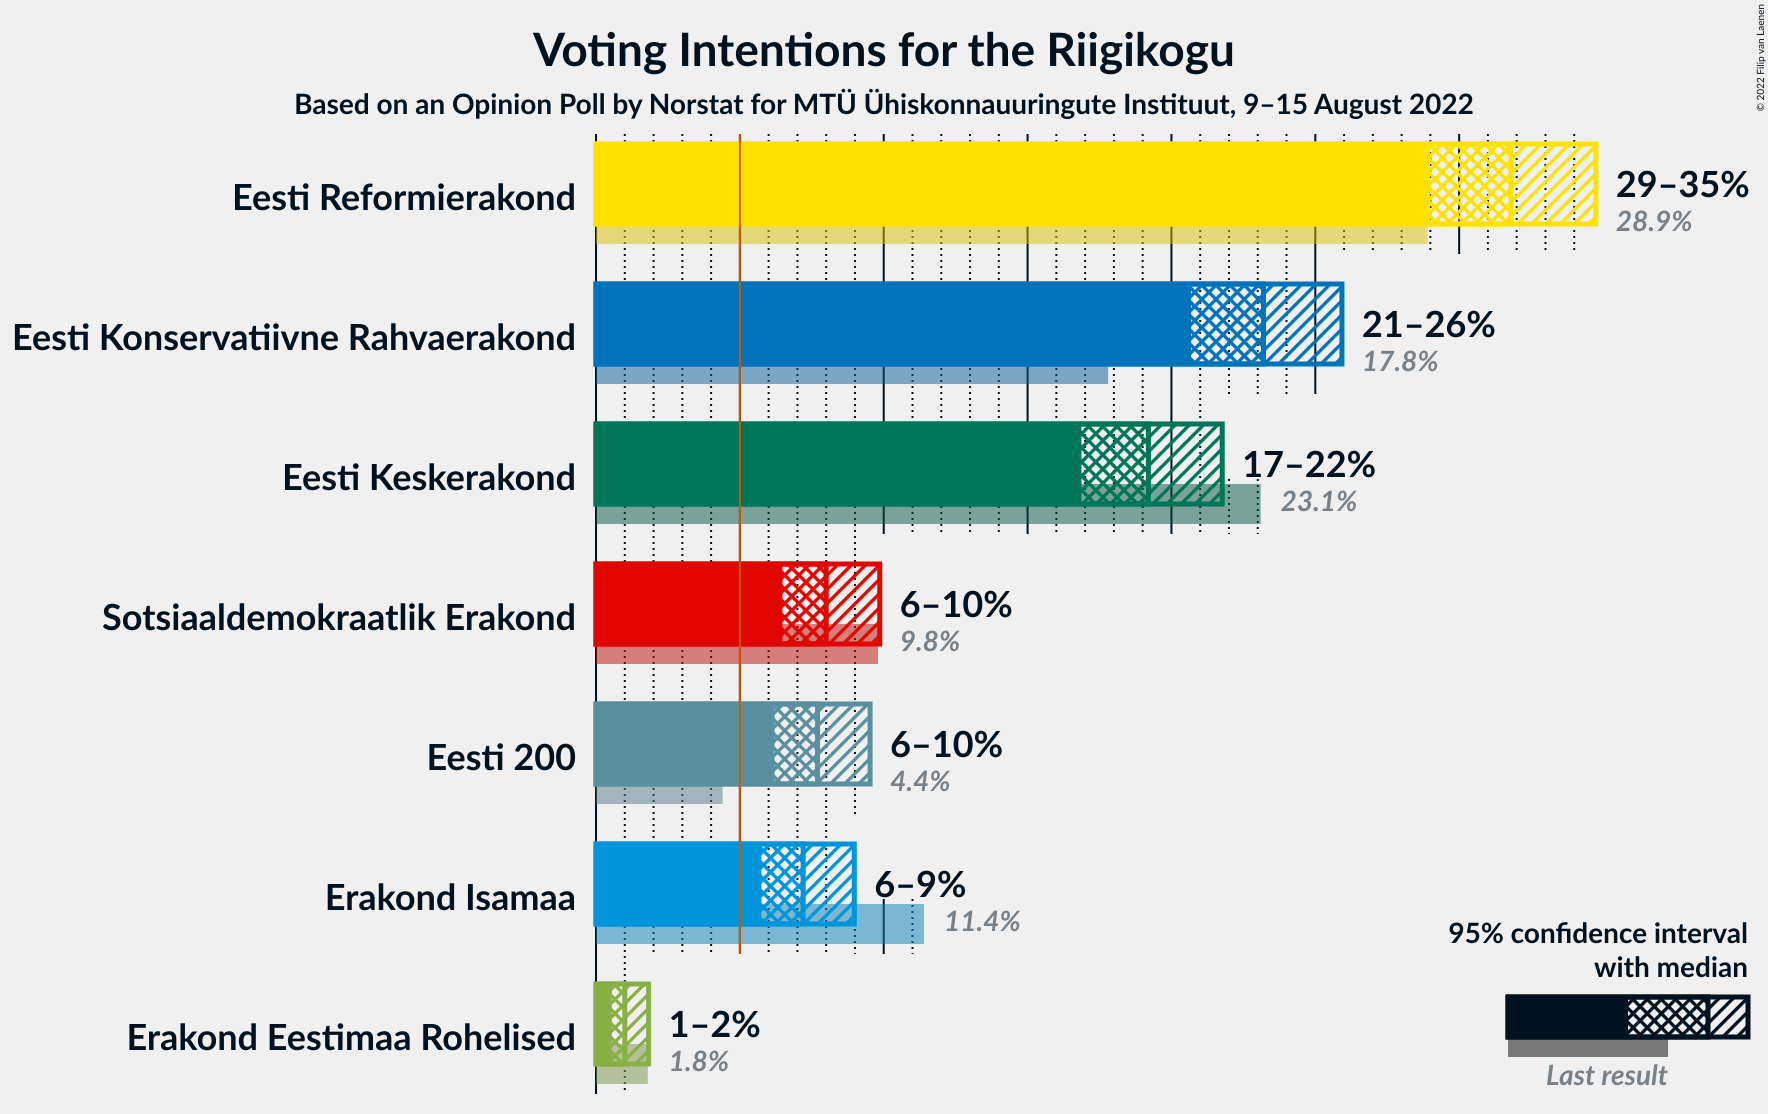 Voting Intentions for the Riigikogu
Based on an Opinion Poll by Norstat for MTÜ Ühiskonnauuringute Instituut, 9–15 August 2022
© 2022 Filip van Laenen
Eesti Reformierakond
29–35%
28.9%
Eesti Konservatiivne Rahvaerakond
21–26%
17.8%
Eesti Keskerakond
17–22%
23.1%
Sotsiaaldemokraatlik Erakond
6–10%
9.8%
Eesti 200
6–10%
4.4%
Erakond Isamaa
6–9%
11.4%
Erakond Eestimaa Rohelised
1–2%
1.8%
95% confidence interval
with median
Last result